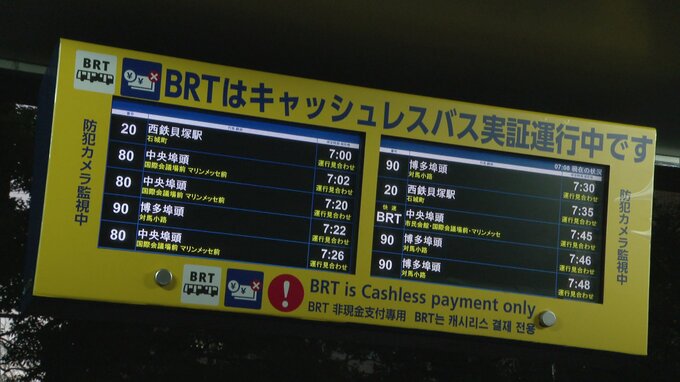 BRT
BRTはキャッシュレスバス実証運行中です
防犯カメラ監視中
20 西鉄貝塚駅 7:00
石城町 運行見合わせ
80 中央埠頭 7:02
国際会議場前 マリンメッセ前 運行見合わせ
80 中央埠頭 7:20
国際会議場前 マリンメッセ前 運行見合わせ
90 博多埠頭 7:22
対馬小路 運行見合わせ
80 中央埠頭 7:26
国際会議場前 マリンメッセ前 運行見合わせ
07:00 現在の状況
90 博多埠頭 7:30
対馬小路 運行見合わせ
20 西鉄貝塚駅 7:35
石城町 運行見合わせ
快速
BRT 中央埠頭 7:45
市民会館・国際会議場前・マリンメッセ 運行見合わせ
90 博多埠頭 7:46
対馬小路 運行見合わせ
90 博多埠頭 7:48
対馬小路 運行見合わせ
防犯カメラ監視中
BRT
BRT is Cashless payment only
BRT 非現金支付専用 BRT는 캐시리스 결제 전용